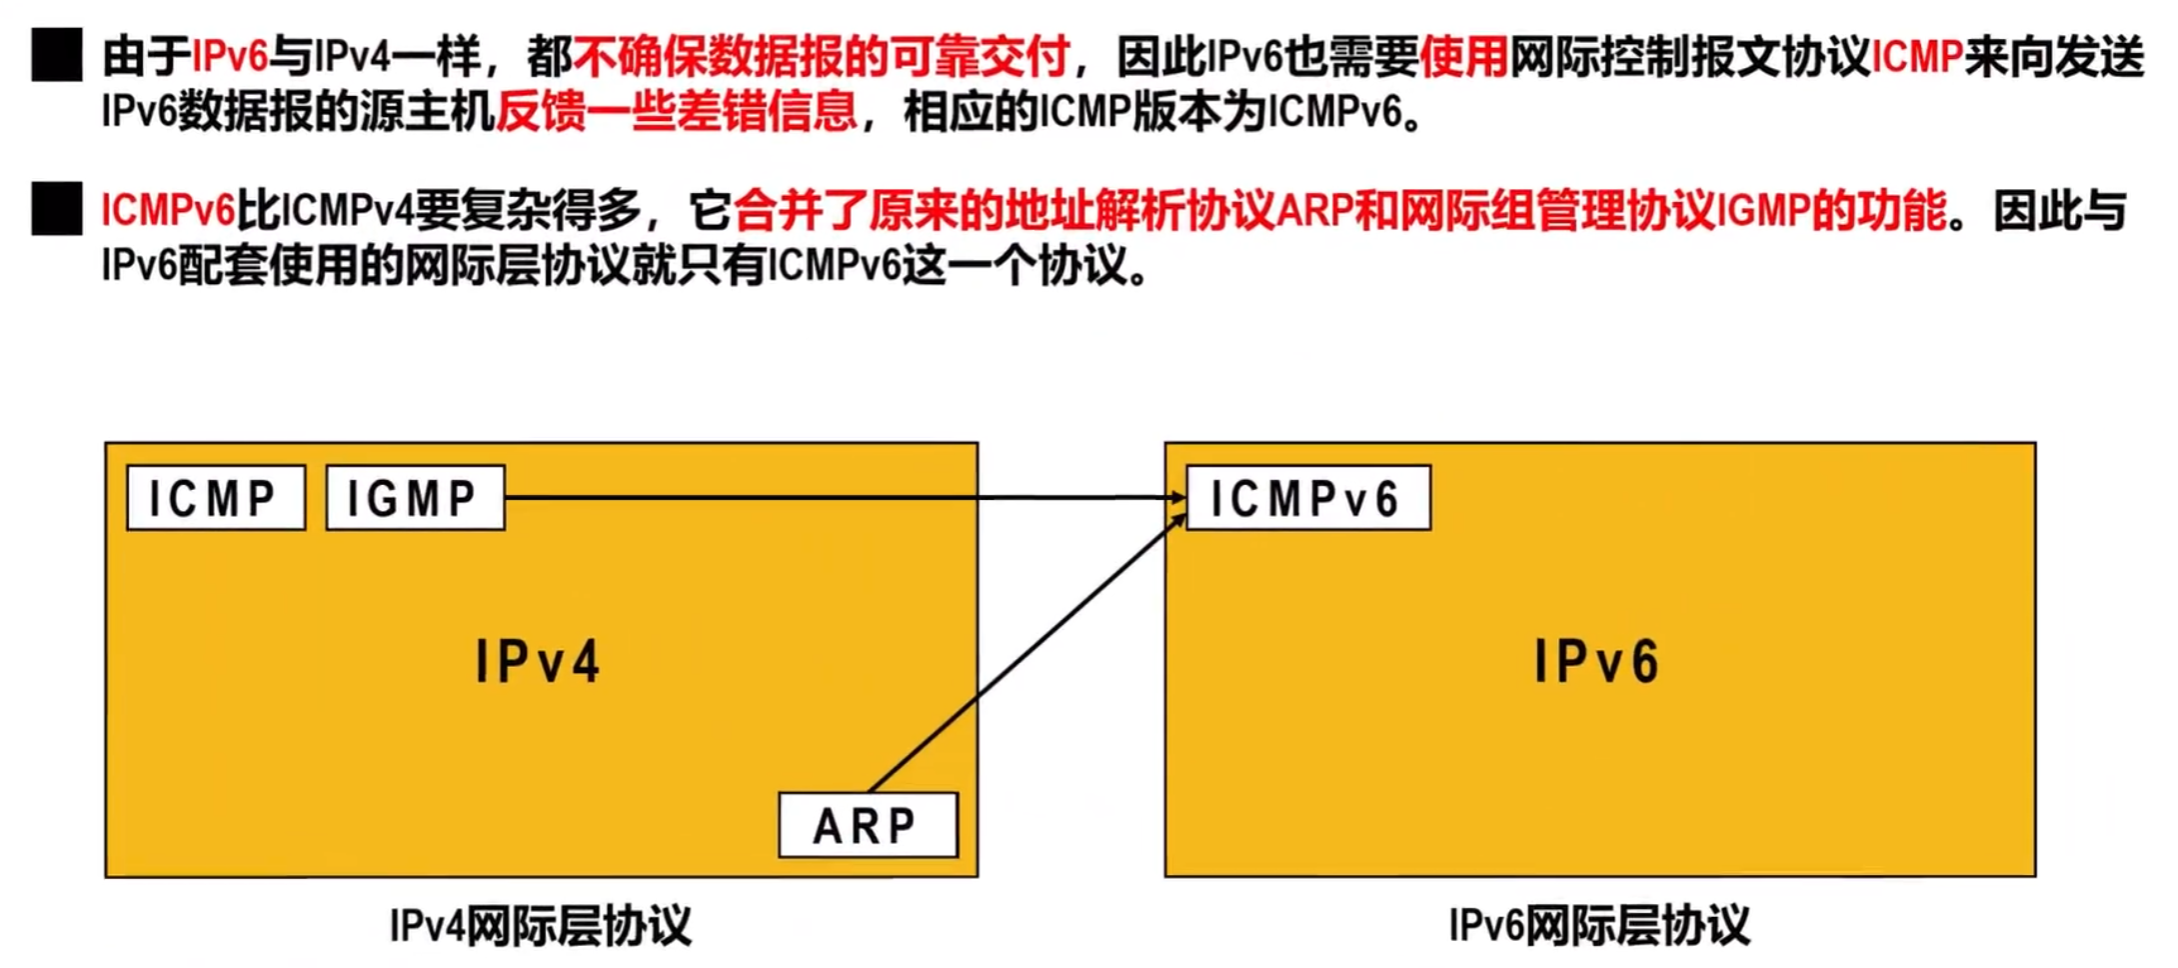 由于IPv6与IPv4一样，都不确保数据报的可靠交付，因此IPv6也需要使用网际控制报文协议ICMP来向发送
IPv6数据报的源主机反馈一些差错信息，相应的ICMP版本为ICMPv6。
ICMPv6比ICMPv4要复杂得多，它合并了原来的地址解析协议ARP和网际组管理协议IGMP的功能。因此与
IPv6配套使用的网际层协议就只有ICMPv6这一个协议。
ICMP
IGMP
ICMPv6
IPv4
IPv6
ARP
IPv4网际层协议
IPv6网际层协议